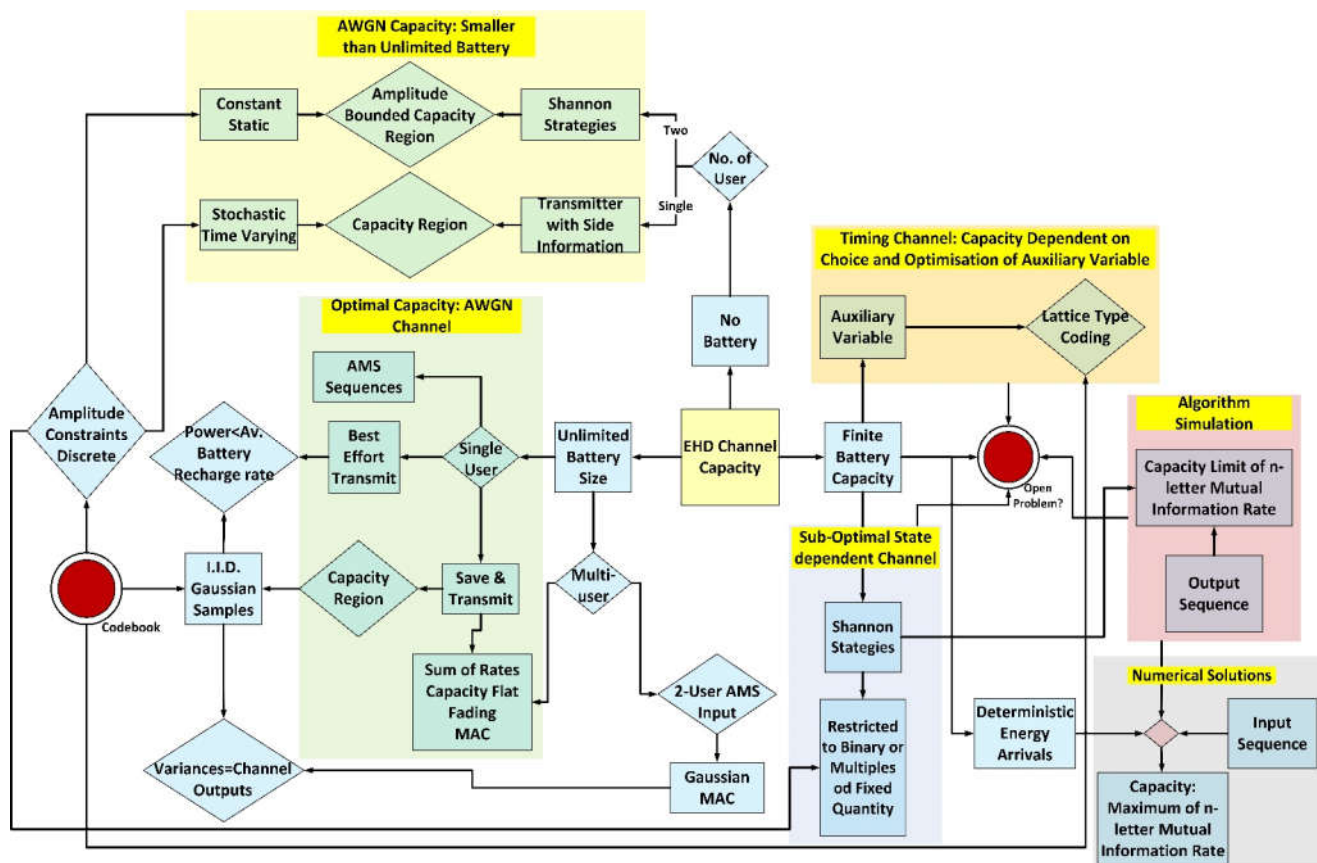 AWGN Capacity: Smaller
than Unlimited Battery
Constant
Static
Amplitude
Bounded Capacity
Region
Shannon
Strategies
Two
No. of
User
Single
Stochastic
Time Varying
Capacity Region
Transmitter
with Side
Information
Timing Channel: Capacity Dependent on
Choice and Optimisation of Auxiliary Variable
Auxiliary
Variable
Lattice Type
Coding
Optimal Capacity: AWGN
Channel
No
Battery
AMS
Sequences
Amplitude
Constraints
Discrete
Power<Av.
Battery
Recharge rate
Best
Effort
Transmit
Single
User
Unlimited
Battery
Size
EHD Channel
Capacity
Finite
Battery
Capacity
Open
Problem?
Algorithm
Simulation
Capacity Limit of n-
letter Mutual
Information Rate
Output
Sequence
Codebook
I.I.D.
Gaussian
Samples
Capacity
Region
Save &
Transmit
Multi-
user
Sub-Optimal State
dependent Channel
Shannon
Stategies
Sum of Rates
Capacity Flat
Fading
MAC
2-User AMS
Input
Gaussian
MAC
Variances=Channel
Outputs
Restricted
to Binary or
Multiples
od Fixed
Quantity
Deterministic
Energy
Arrivals
Numerical Solutions
Input
Sequence
Capacity:
Maximum of n-
letter Mutual
Information Rate